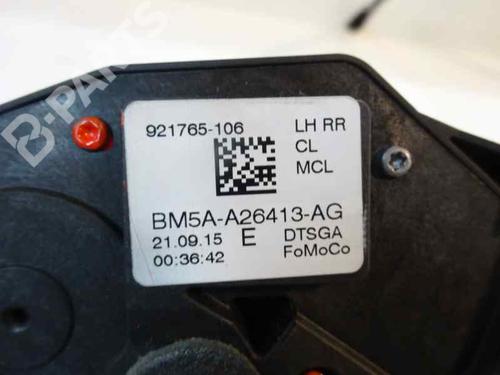 B-PARTS
921765-106 LH RR
CL
MCL
BM5A-A26413-AG
21.09.15 E DTSGA
00:36:42 FoMoCo